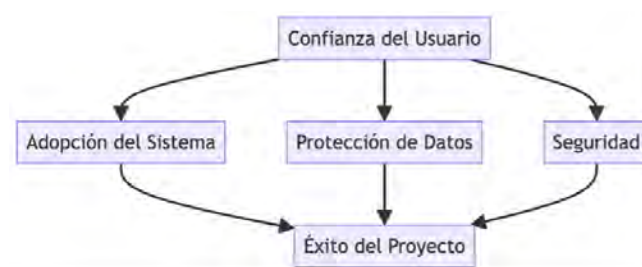 Confianza del Usuario
Adopción del Sistema
Protección de Datos
Seguridad
Éxito del Proyecto